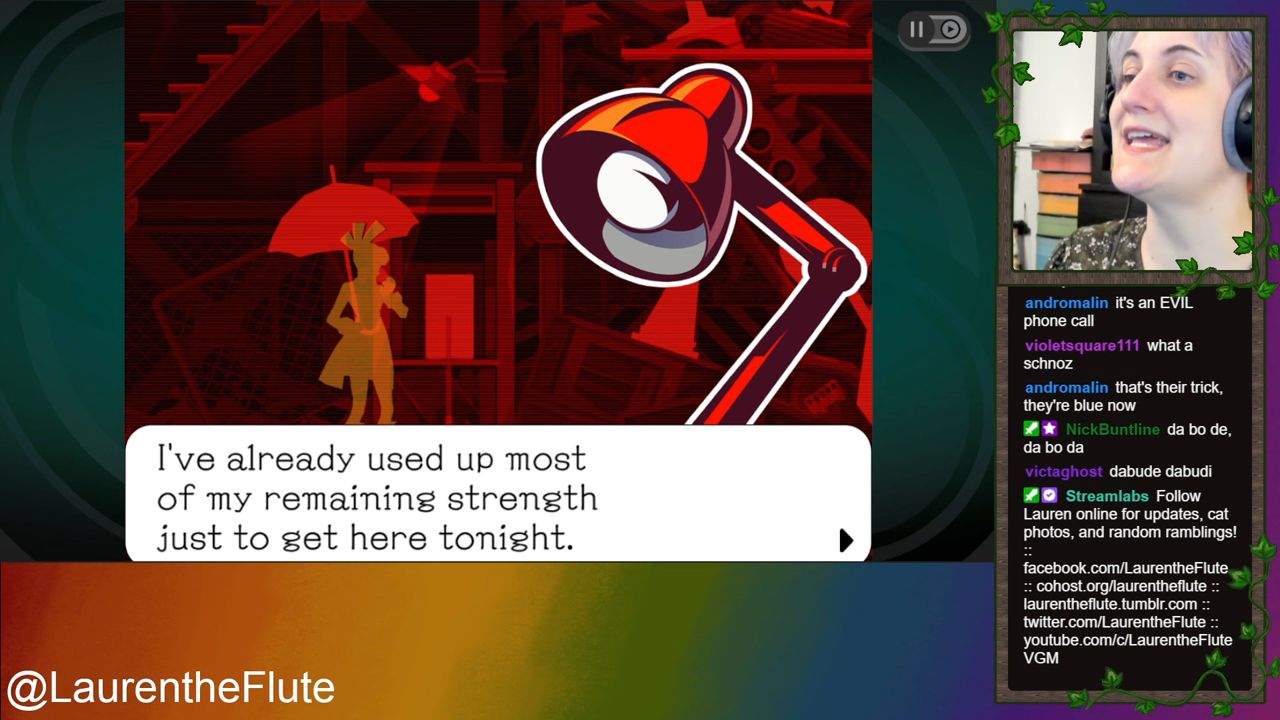 I've already used up most
of my remaining strength
just to get here tonight.
andromalin it's an EVIL
phone call
violetsquare111 what a
schnoz
andromalin that's their trick,
they're blue now
NickBuntline da bo de,
da bo da
victaghost dabude dabudi
Streamlabs Follow
Lauren online for updates, cat
photos, and random ramblings!
::
facebook.com/LaurentheFlute
:: cohost.org/laurentheflute ::
laurentheflute.tumblr.com ::
twitter.com/LaurentheFlute ::
youtube.com/c/LaurentheFlute
VGM
@LaurentheFlute